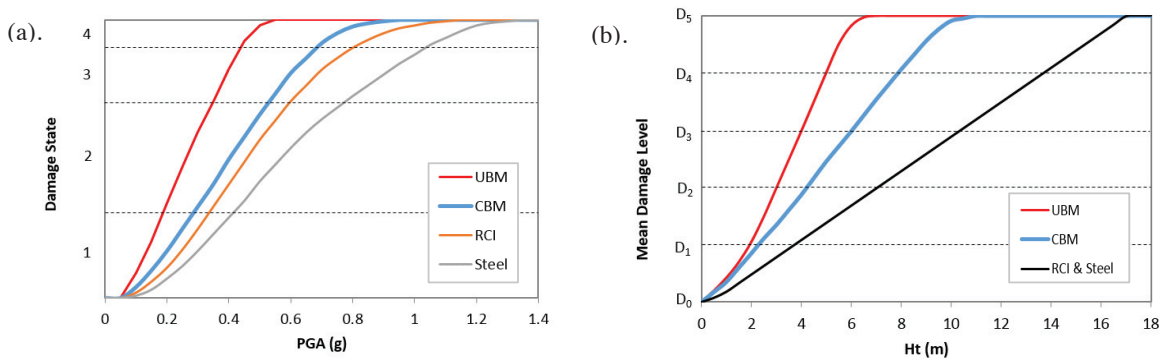 (a).
Damage State
4
3
2
1
UBM
CBM
RCI
Steel
0 0.2 0.4 0.6 0.8 1 1.2 1.4
PGA (g)
(b).
Mean Damage Level
D5
D4
D3
D2
D1
D0
UBM
CBM
RCI & Steel
0 2 4 6 8 10 12 14 16 18
Ht (m)